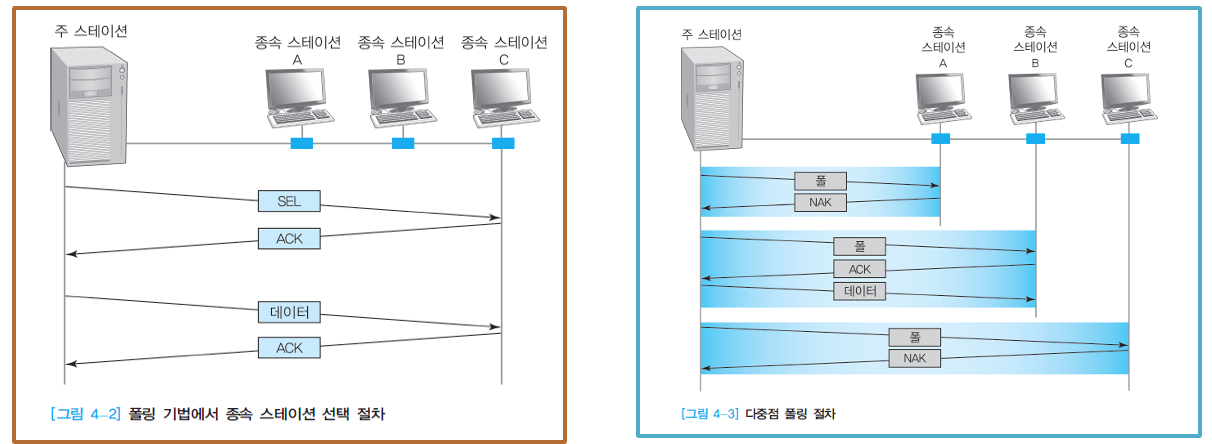 주 스테이션
종속 스테이션 종속 스테이션 종속 스테이션
A B C
SEL
ACK
데이터
ACK
[그림 4-2] 폴링 기법에서 종속 스테이션 선택 절차
주 스테이션
종속 종속 종속
스테이션 스테이션 스테이션
A B C
폴
NAK
폴
ACK
데이터
폴
NAK
[그림 4-3] 다중점 폴링 절차